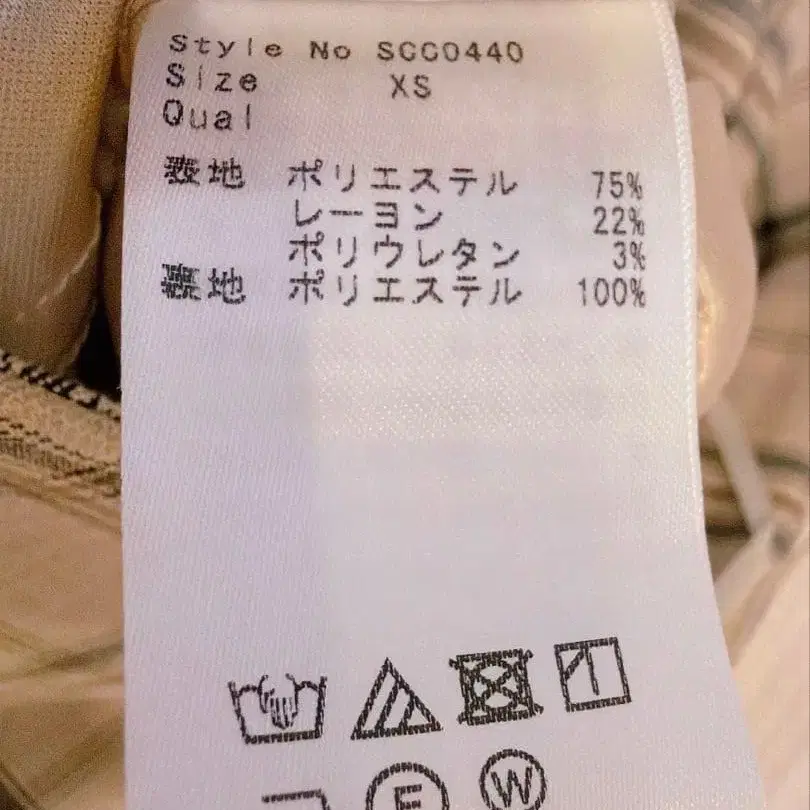 Style No SCC0440
Size XS
Qual
表地 ポリエステル 75%
レーヨン 22%
ポリウレタン 3%
裏地 ポリエステル 100%
F W